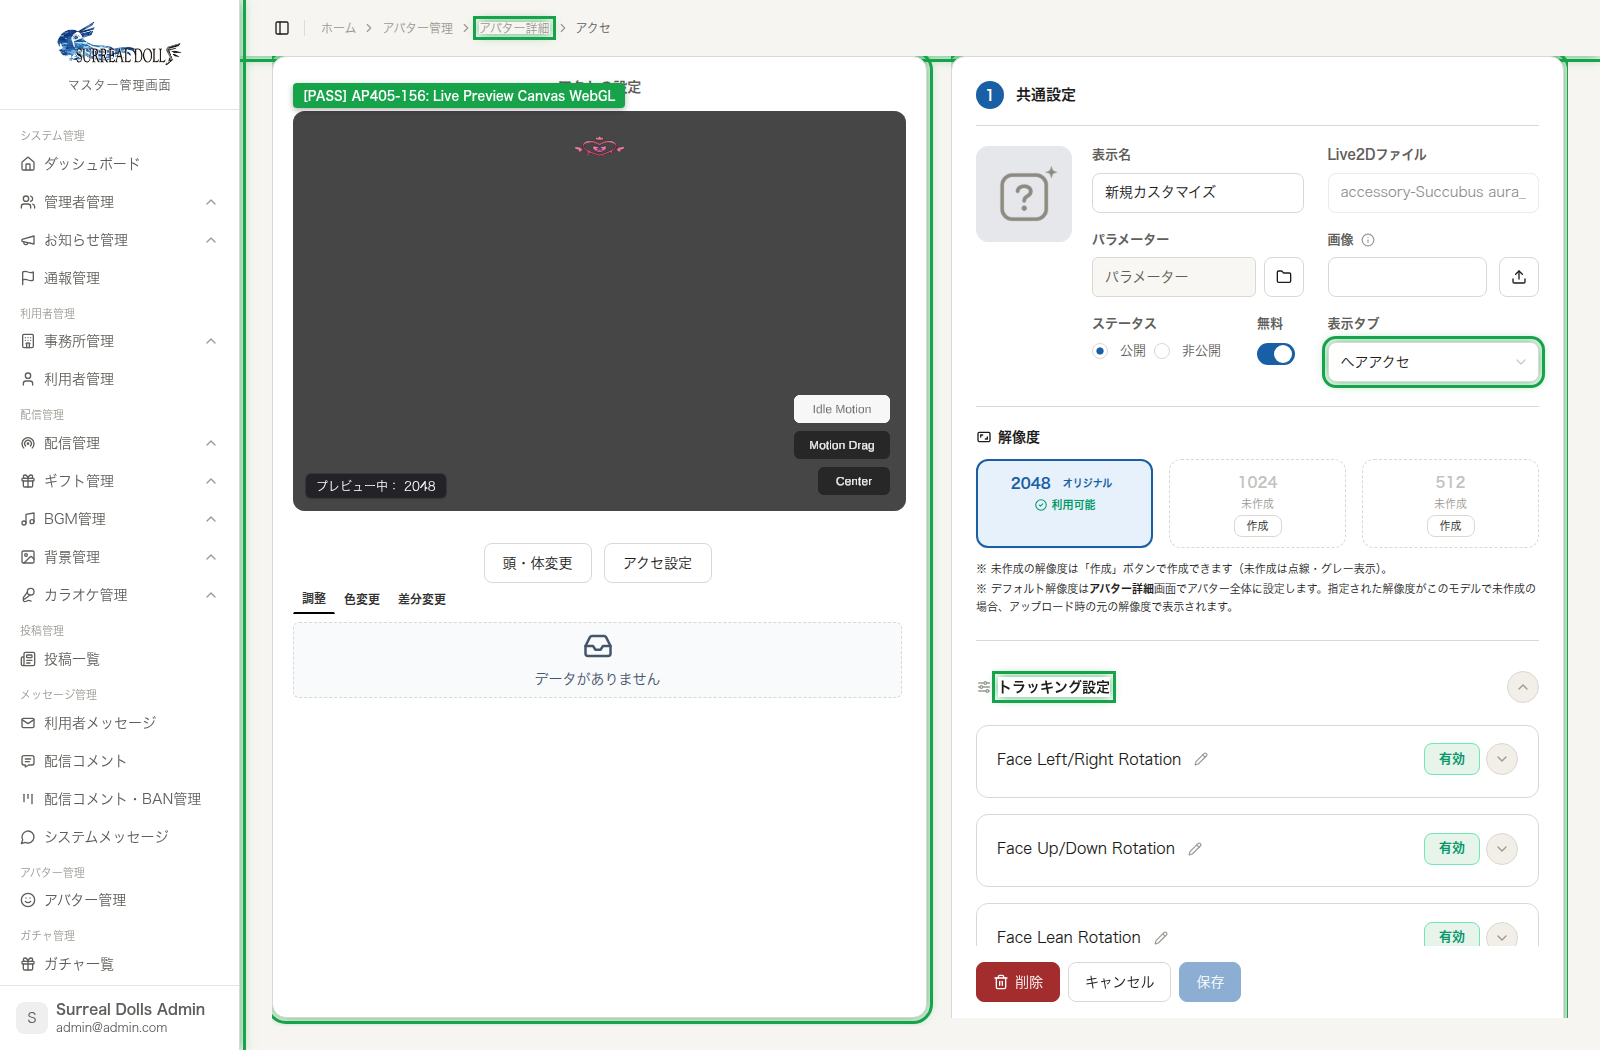 SURREAL DOLLS
マスター管理画面
システム管理
ダッシュボード
管理者管理
お知らせ管理
通報管理
利用者管理
事務所管理
利用者管理
配信管理
配信管理
ギフト管理
BGM管理
背景管理
カラオケ管理
投稿管理
投稿一覧
メッセージ管理
利用者メッセージ
配信コメント
配信コメント・BAN管理
システムメッセージ
アバター管理
アバター管理
ガチャ管理
ガチャ一覧
S
Surreal Dolls Admin
admin@admin.com
ホーム > アバター管理 > アバター詳細 > アクセ
[PASS] AP405-156: Live Preview Canvas WebGL
Idle Motion
Motion Drag
Center
プレビュー中： 2048
頭・体変更
アクセ設定
調整
色変更
差分変更
データがありません
1 共通設定
表示名
新規カスタマイズ
Live2Dファイル
accessory-Succubus aura_
パラメーター
パラメーター
画像
ステータス
公開
非公開
無料
表示タブ
ヘアアクセ
解像度
2048 オリジナル
利用可能
1024
未作成
作成
512
未作成
作成
※ 未作成の解像度は「作成」ボタンで作成できます（未作成は点線・グレー表示）。
※ デフォルト解像度はアバター詳細画面でアバター全体に設定します。指定された解像度がこのモデルで未作成の
場合、アップロード時の元の解像度で表示されます。
トラッキング設定
Face Left/Right Rotation
有効
Face Up/Down Rotation
有効
Face Lean Rotation
有効
削除
キャンセル
保存